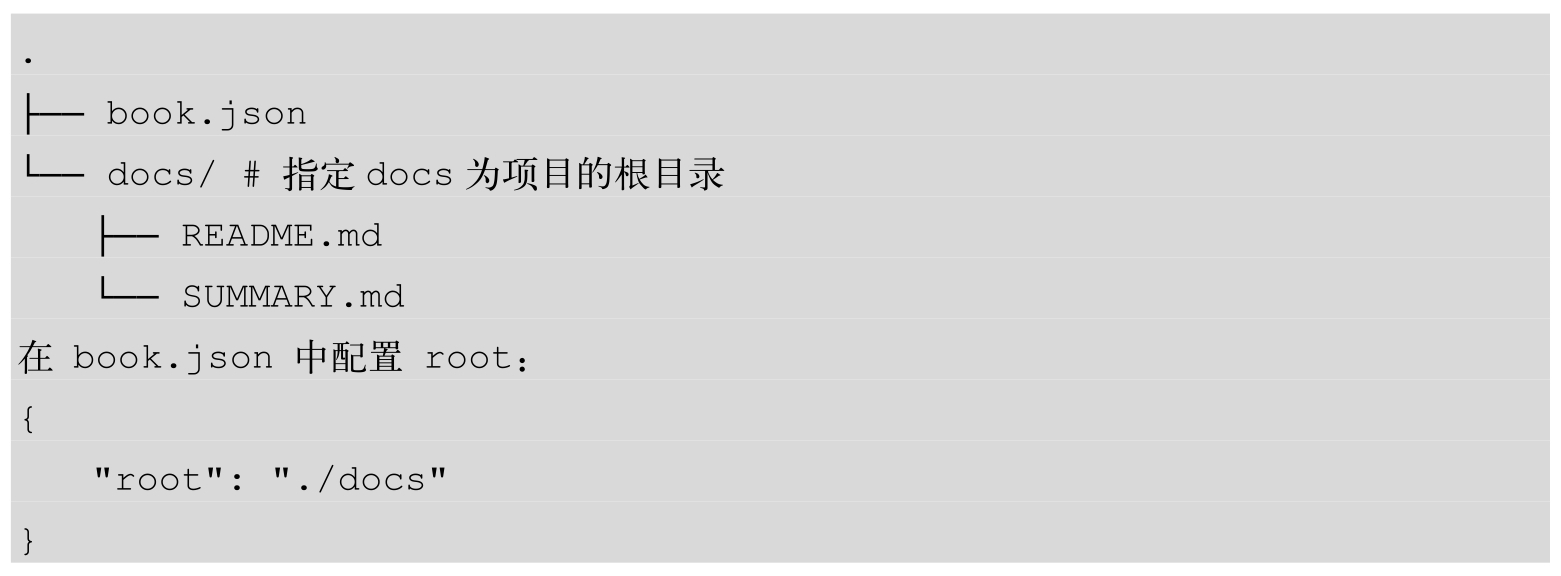 .
├── book.json
└── docs/ # 指定 docs 为项目的根目录
    ├── README.md
    └── SUMMARY.md
在 book.json 中配置 root：
{
    "root": "./docs"
}